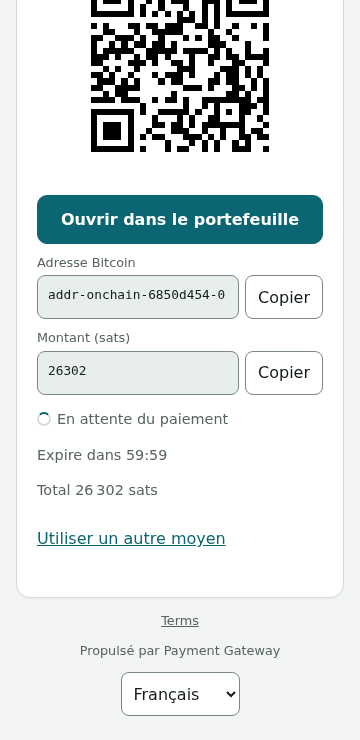 Ouvrir dans le portefeuille
Adresse Bitcoin
addr-onchain-6850d454-0
Copier
Montant (sats)
26302
Copier
En attente du paiement
Expire dans 59:59
Total 26 302 sats
Utiliser un autre moyen
Terms
Propulsé par Payment Gateway
Français